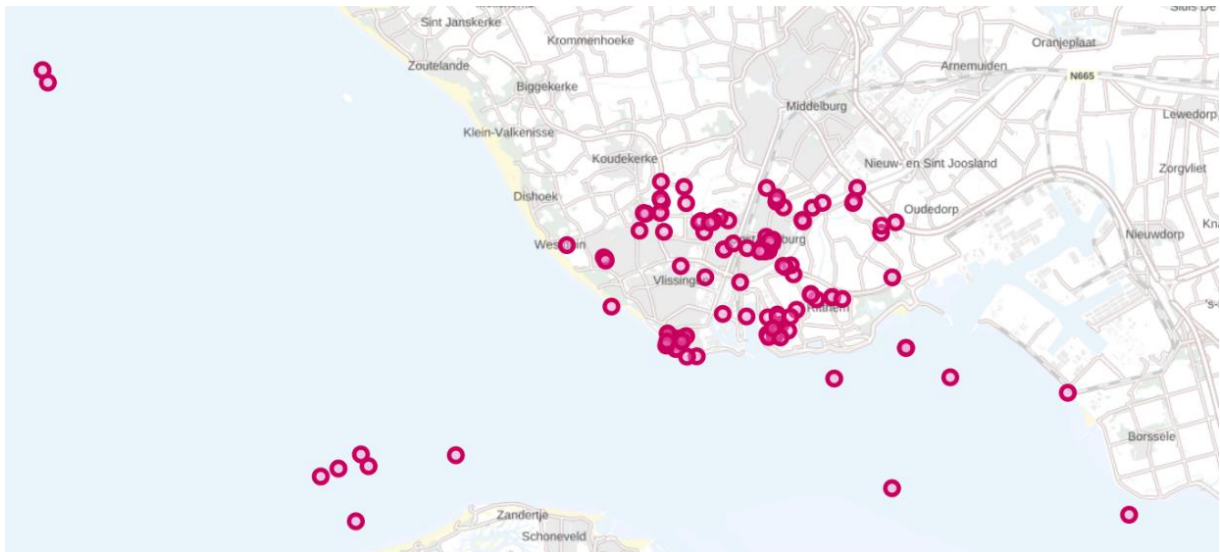 Sint Janskerke
Krommenhoeke
Oranjeplaat
Zoutelande
Arnemuiden
N665
Biggekerke
Middelburg
Lewedorp
Klein-Valkenisse
Koudekerke
Nieuw- en Sint Joosland
Zorgvliet
Dishoek
Oudedorp
Nieuwdorp
Vlissingen
Borssele
Zandertje
Schoneveld